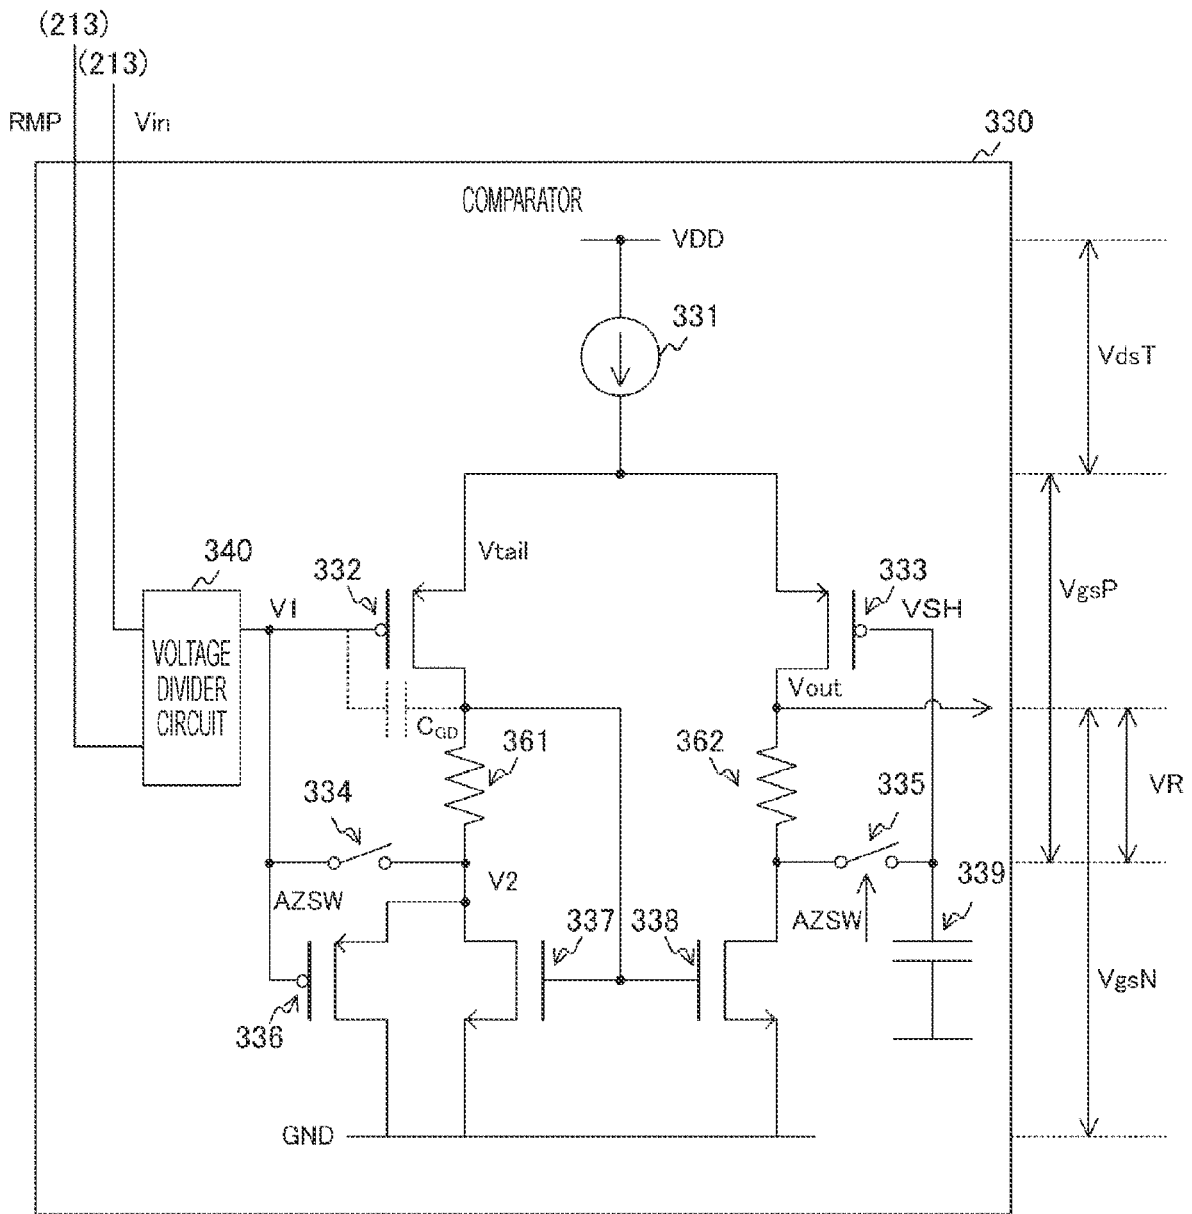 (213)
(213)
RMP
Vin
330
COMPARATOR
VDD
331
VdsT
Vtail
340
332
333
VSH
VgsP
V1
VOLTAGE
DIVIDER
CIRCUIT
Vout
CGD
361
362
VR
334
335
V2
AZSW
339
AZSW
337
338
VgsN
336
GND